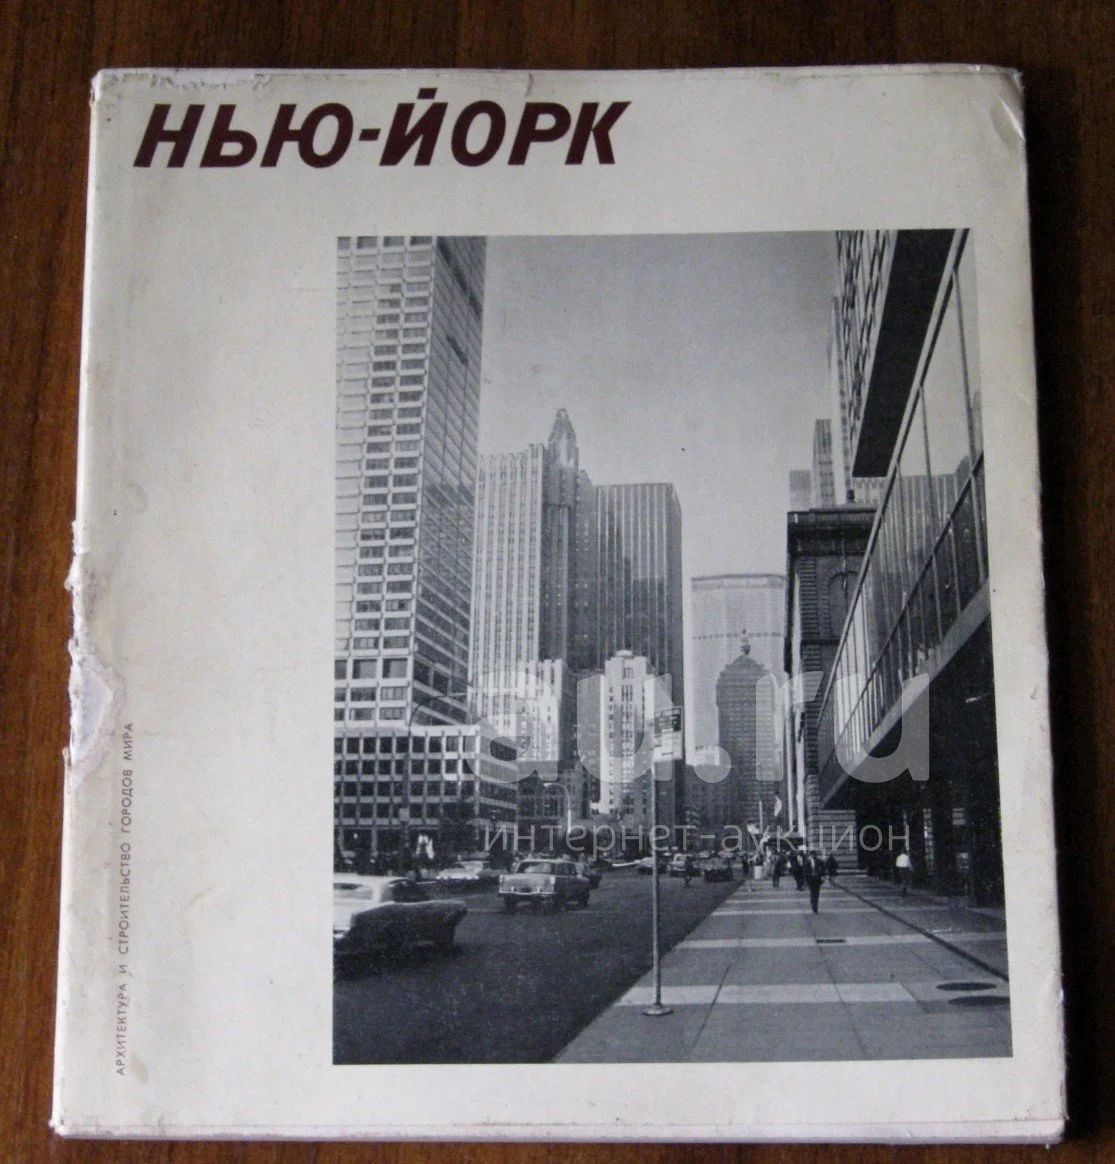 НЬЮ-ЙОРК
АРХИТЕКТУРА И СТРОИТЕЛЬСТВО ГОРОДОВ МИРА
au.ru
интернет-аукцион